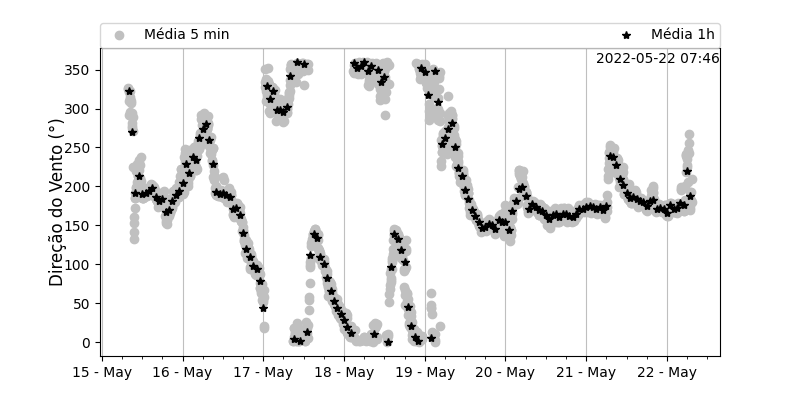 Média 5 min
Média 1h
2022-05-22 07:46
Direção do Vento (°)
350
300
250
200
150
100
50
0
15 - May
16 - May
17 - May
18 - May
19 - May
20 - May
21 - May
22 - May